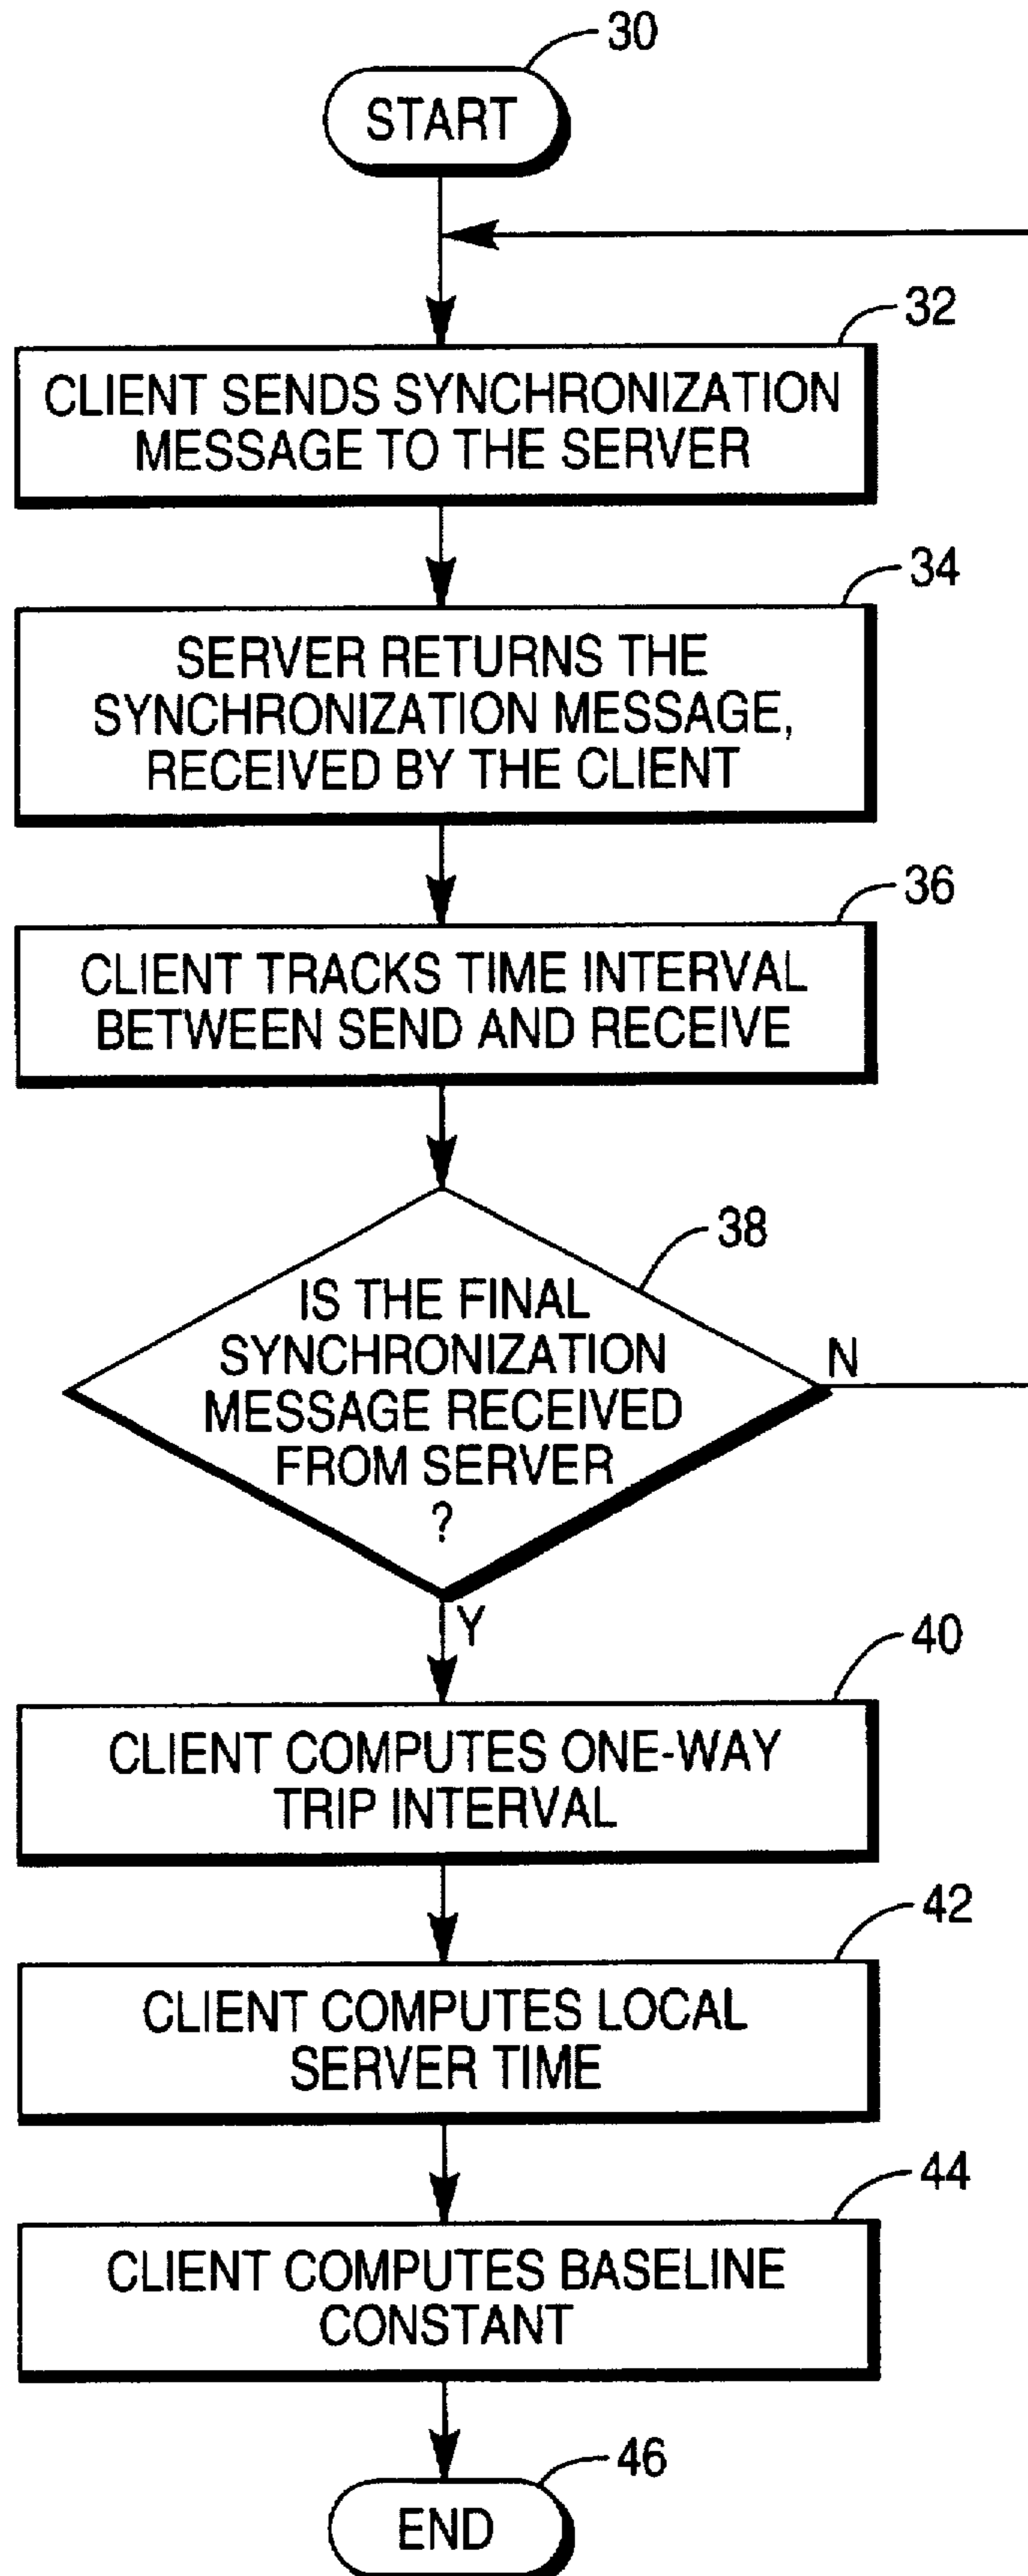 30
START
32
CLIENT SENDS SYNCHRONIZATION
MESSAGE TO THE SERVER
34
SERVER RETURNS THE
SYNCHRONIZATION MESSAGE,
RECEIVED BY THE CLIENT
36
CLIENT TRACKS TIME INTERVAL
BETWEEN SEND AND RECEIVE
38
IS THE FINAL
SYNCHRONIZATION
MESSAGE RECEIVED
FROM SERVER
?
N
Y
40
CLIENT COMPUTES ONE-WAY
TRIP INTERVAL
42
CLIENT COMPUTES LOCAL
SERVER TIME
44
CLIENT COMPUTES BASELINE
CONSTANT
46
END